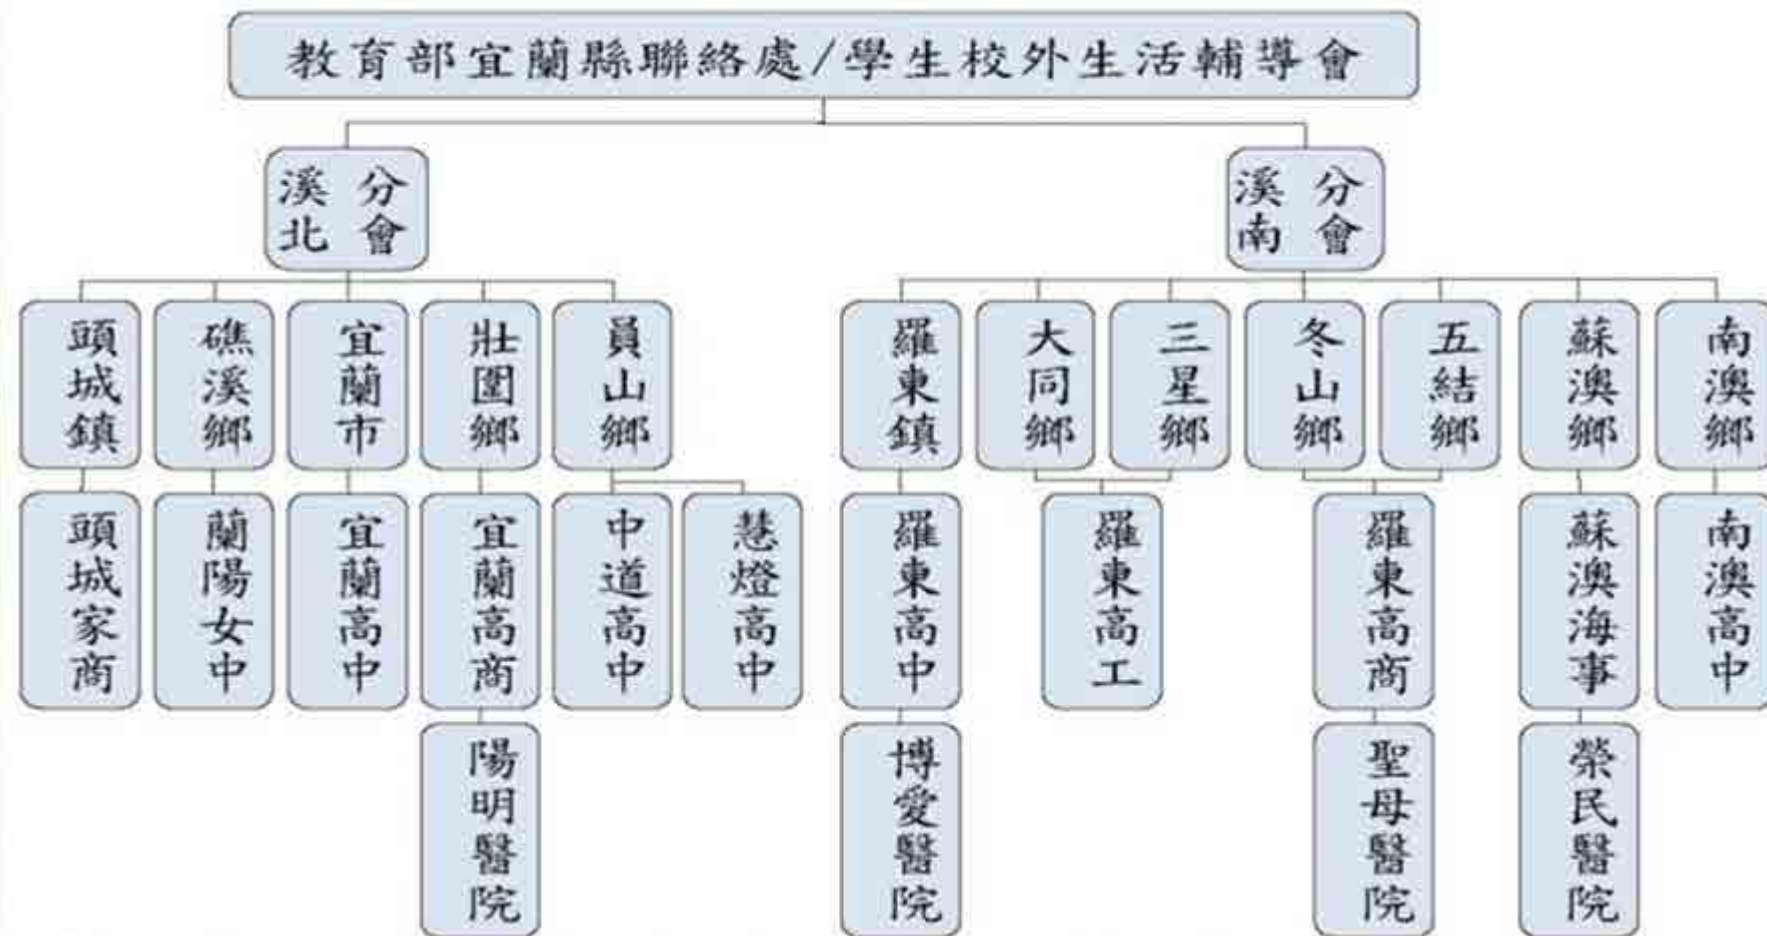 教育部宜蘭縣聯絡處/學生校外生活輔導會
溪北
分會
溪南
分會
頭城鎮
礁溪鄉
宜蘭市
壯圍鄉
員山鄉
羅東鎮
大同鄉
三星鄉
冬山鄉
五結鄉
蘇澳鄉
南澳鄉
頭城家商
蘭陽女中
宜蘭高中
宜蘭高商
中道高中
慧燈高中
羅東高中
羅東高工
羅東高商
蘇澳海事
南澳高中
陽明醫院
博愛醫院
聖母醫院
榮民醫院